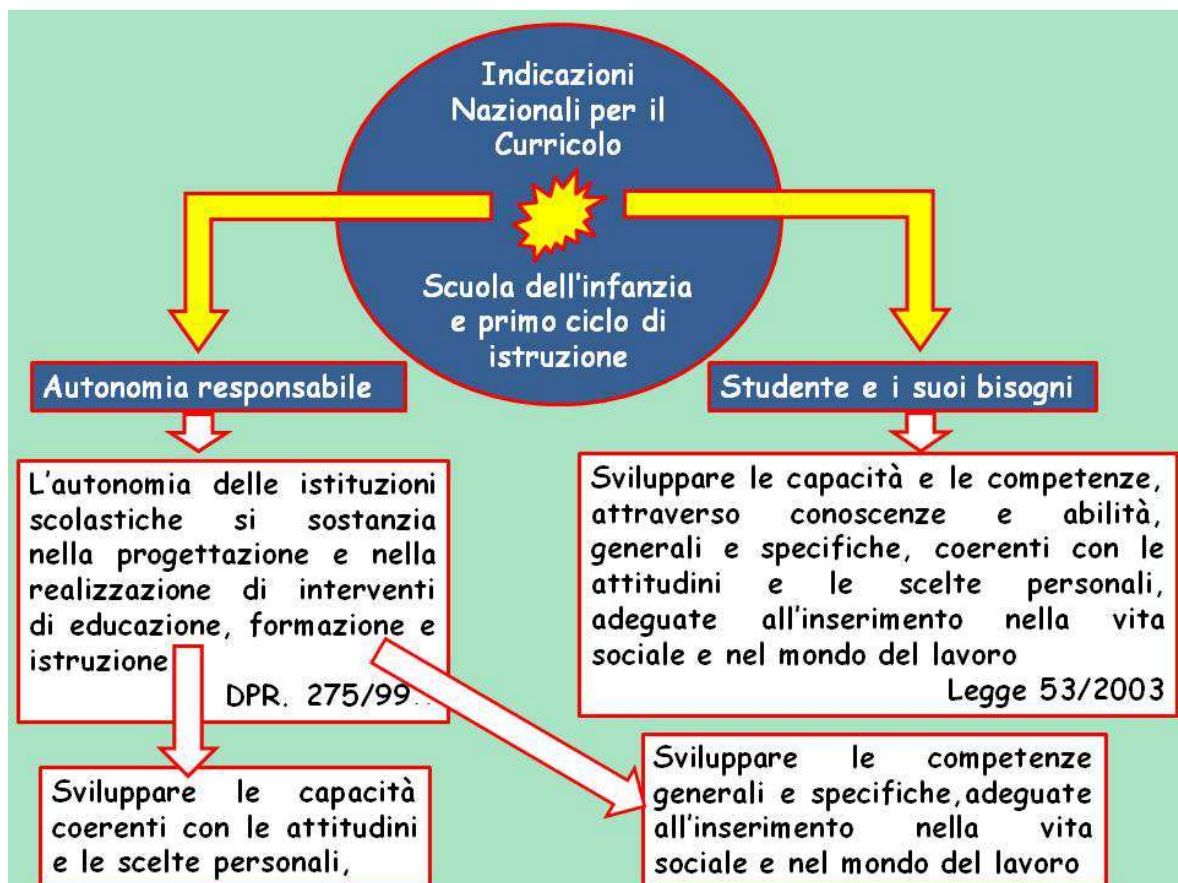 Indicazioni
Nazionali per il
Curricolo
Scuola dell'infanzia
e primo ciclo di
istruzione
Autonomia responsabile
Studente e i suoi bisogni
L'autonomia delle istituzioni
scolastiche si sostanzia
nella progettazione e nella
realizzazione di interventi
di educazione, formazione e
istruzione
DPR. 275/99..
Sviluppare le capacità e le competenze,
attraverso conoscenze e abilità,
generali e specifiche, coerenti con le
attitudini e le scelte personali,
adeguate all'inserimento nella vita
sociale e nel mondo del lavoro
Legge 53/2003
Sviluppare le capacità
coerenti con le attitudini
e le scelte personali,
Sviluppare le competenze
generali e specifiche,adeguate
all'inserimento nella vita
sociale e nel mondo del lavoro